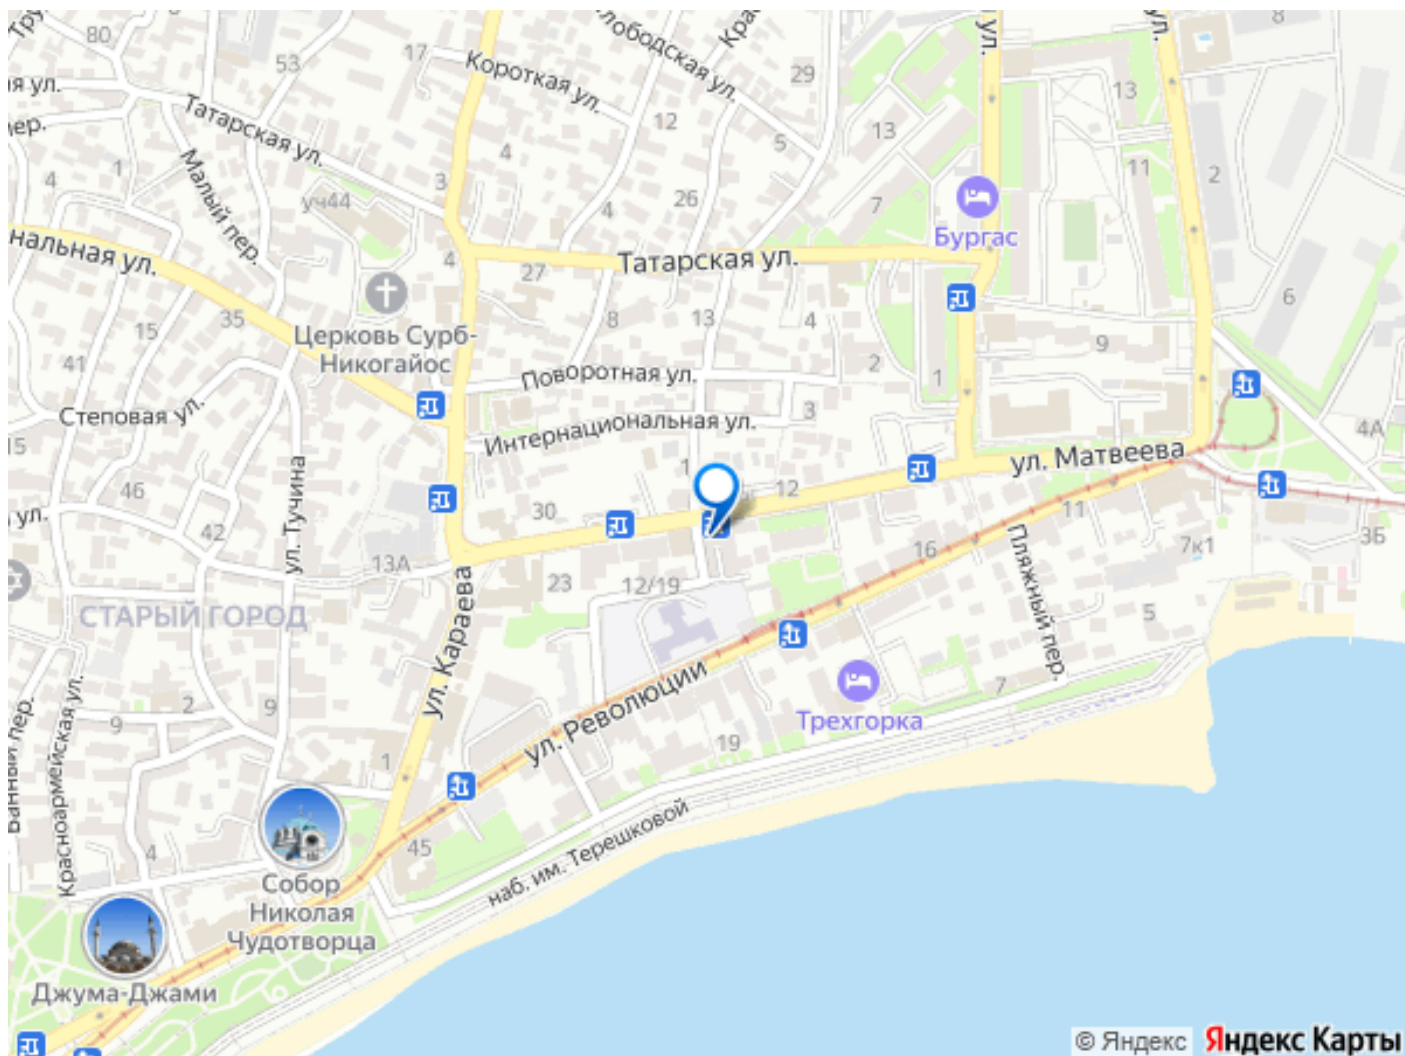 80
53
17
Короткая ул.
лободская ул.
29
ул.
ул.
8
Татарская ул.
12
13
13
5
11
4
3
1
4
Малый пер.
уч44
26
4
7
2
Бургас
нальная ул.
4
27
Татарская ул.
6
Церковь Сурб-
Никогайос
35
15
8
13
4
9
41
Поворотная ул.
2
1
Степовая ул.
Интернациональная ул.
3
4А
15
ул. Матвеева
46
1
12
ул.
ул. Тучина
30
11
42
13А
16
7к1
3Б
23
12/19
Пляжный пер.
СТАРЫЙ ГОРОД
5
ул. Караева
ул. Революции
7
Трехгорка
2
9
9
19
Красноармейская ул.
1
45
4
наб. им. Терешковой
Собор
Николая
Чудотворца
Джума-Джами
© Яндекс
Яндекс Карты